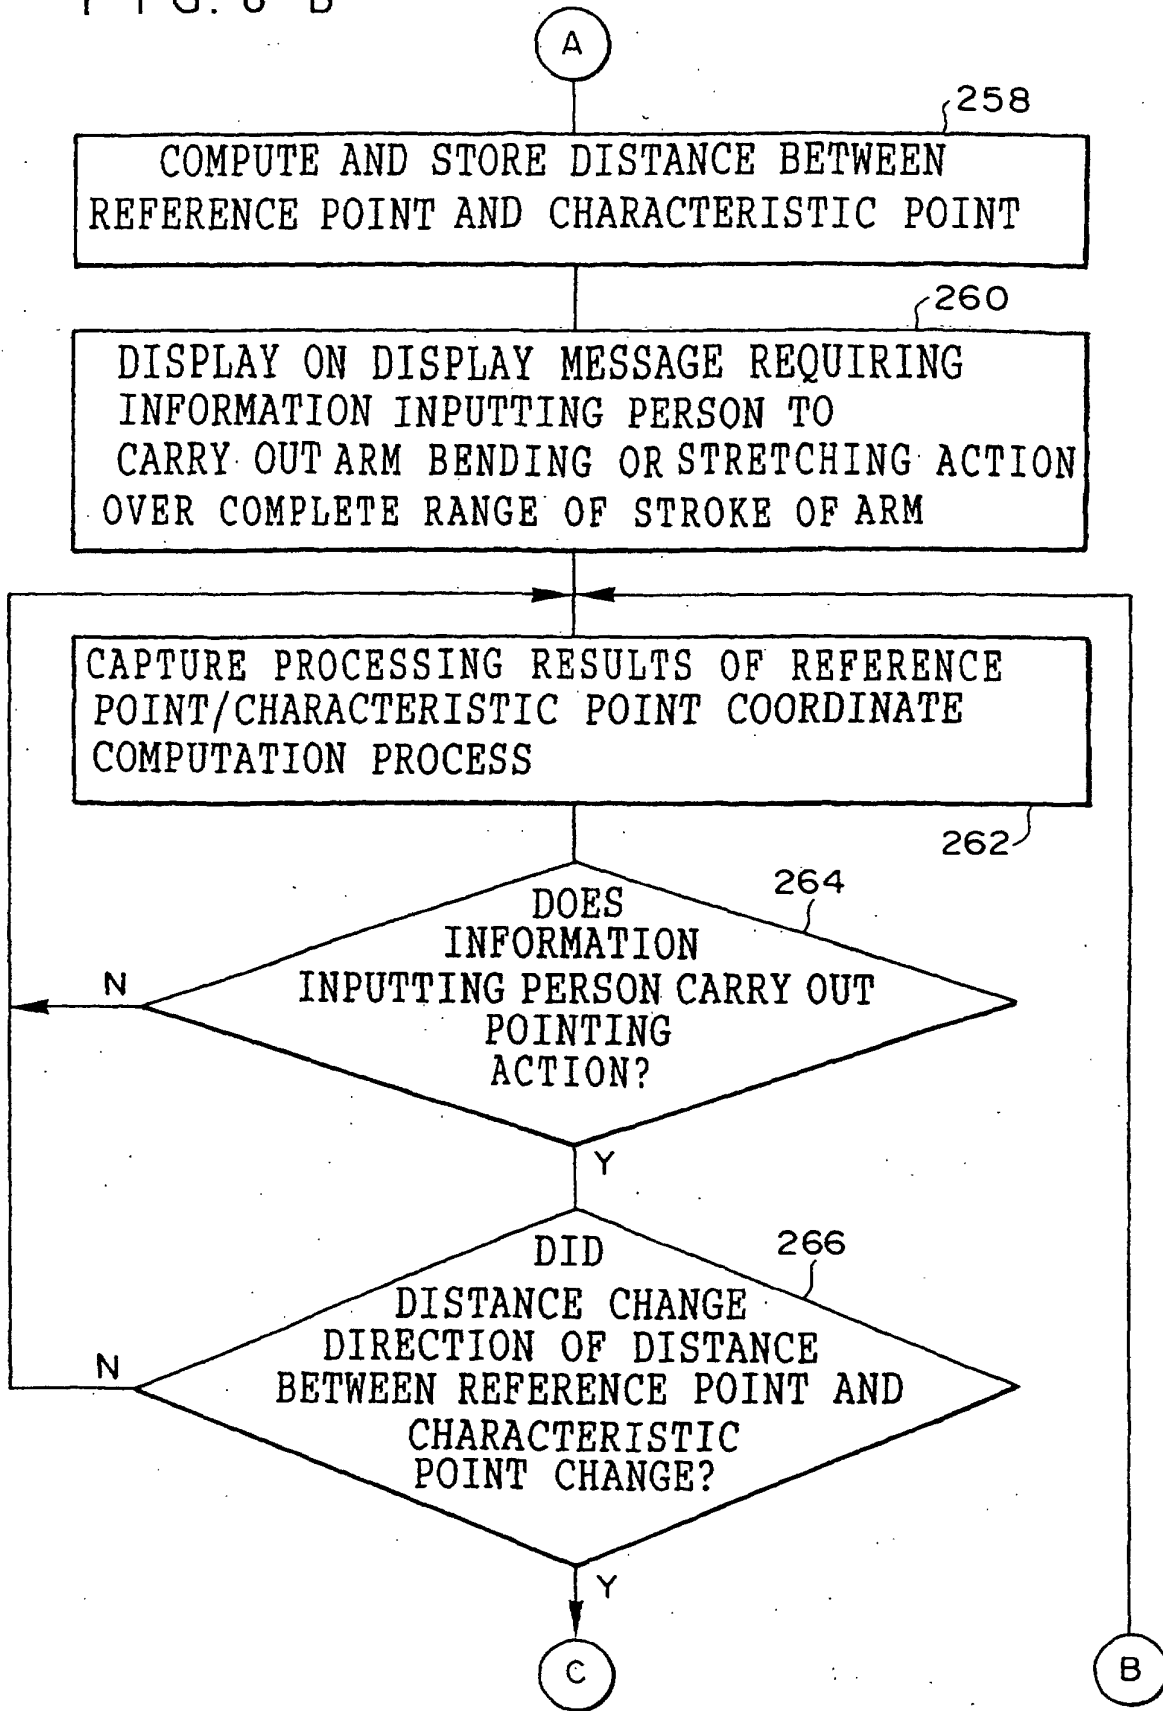 A
258
COMPUTE AND STORE DISTANCE BETWEEN
REFERENCE POINT AND CHARACTERISTIC POINT
260
DISPLAY ON DISPLAY MESSAGE REQUIRING
INFORMATION INPUTTING PERSON TO
CARRY OUT ARM BENDING OR STRETCHING ACTION
OVER COMPLETE RANGE OF STROKE OF ARM
CAPTURE PROCESSING RESULTS OF REFERENCE
POINT/CHARACTERISTIC POINT COORDINATE
COMPUTATION PROCESS
262
264
DOES
INFORMATION
INPUTTING PERSON CARRY OUT
POINTING
ACTION?
N
Y
266
DID
DISTANCE CHANGE
DIRECTION OF DISTANCE
BETWEEN REFERENCE POINT AND
CHARACTERISTIC
POINT CHANGE?
N
Y
C
B